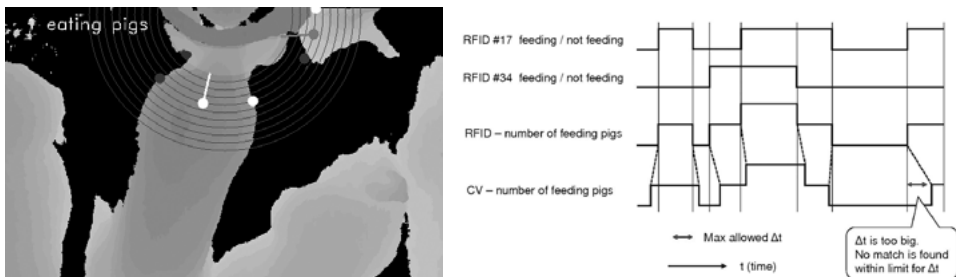 eating pigs
RFID #17 feeding / not feeding
RFID #34 feeding / not feeding
RFID – number of feeding pigs
CV – number of feeding pigs
Max allowed Δt
t (time)
Δt is too big.
No match is found
within limit for Δt